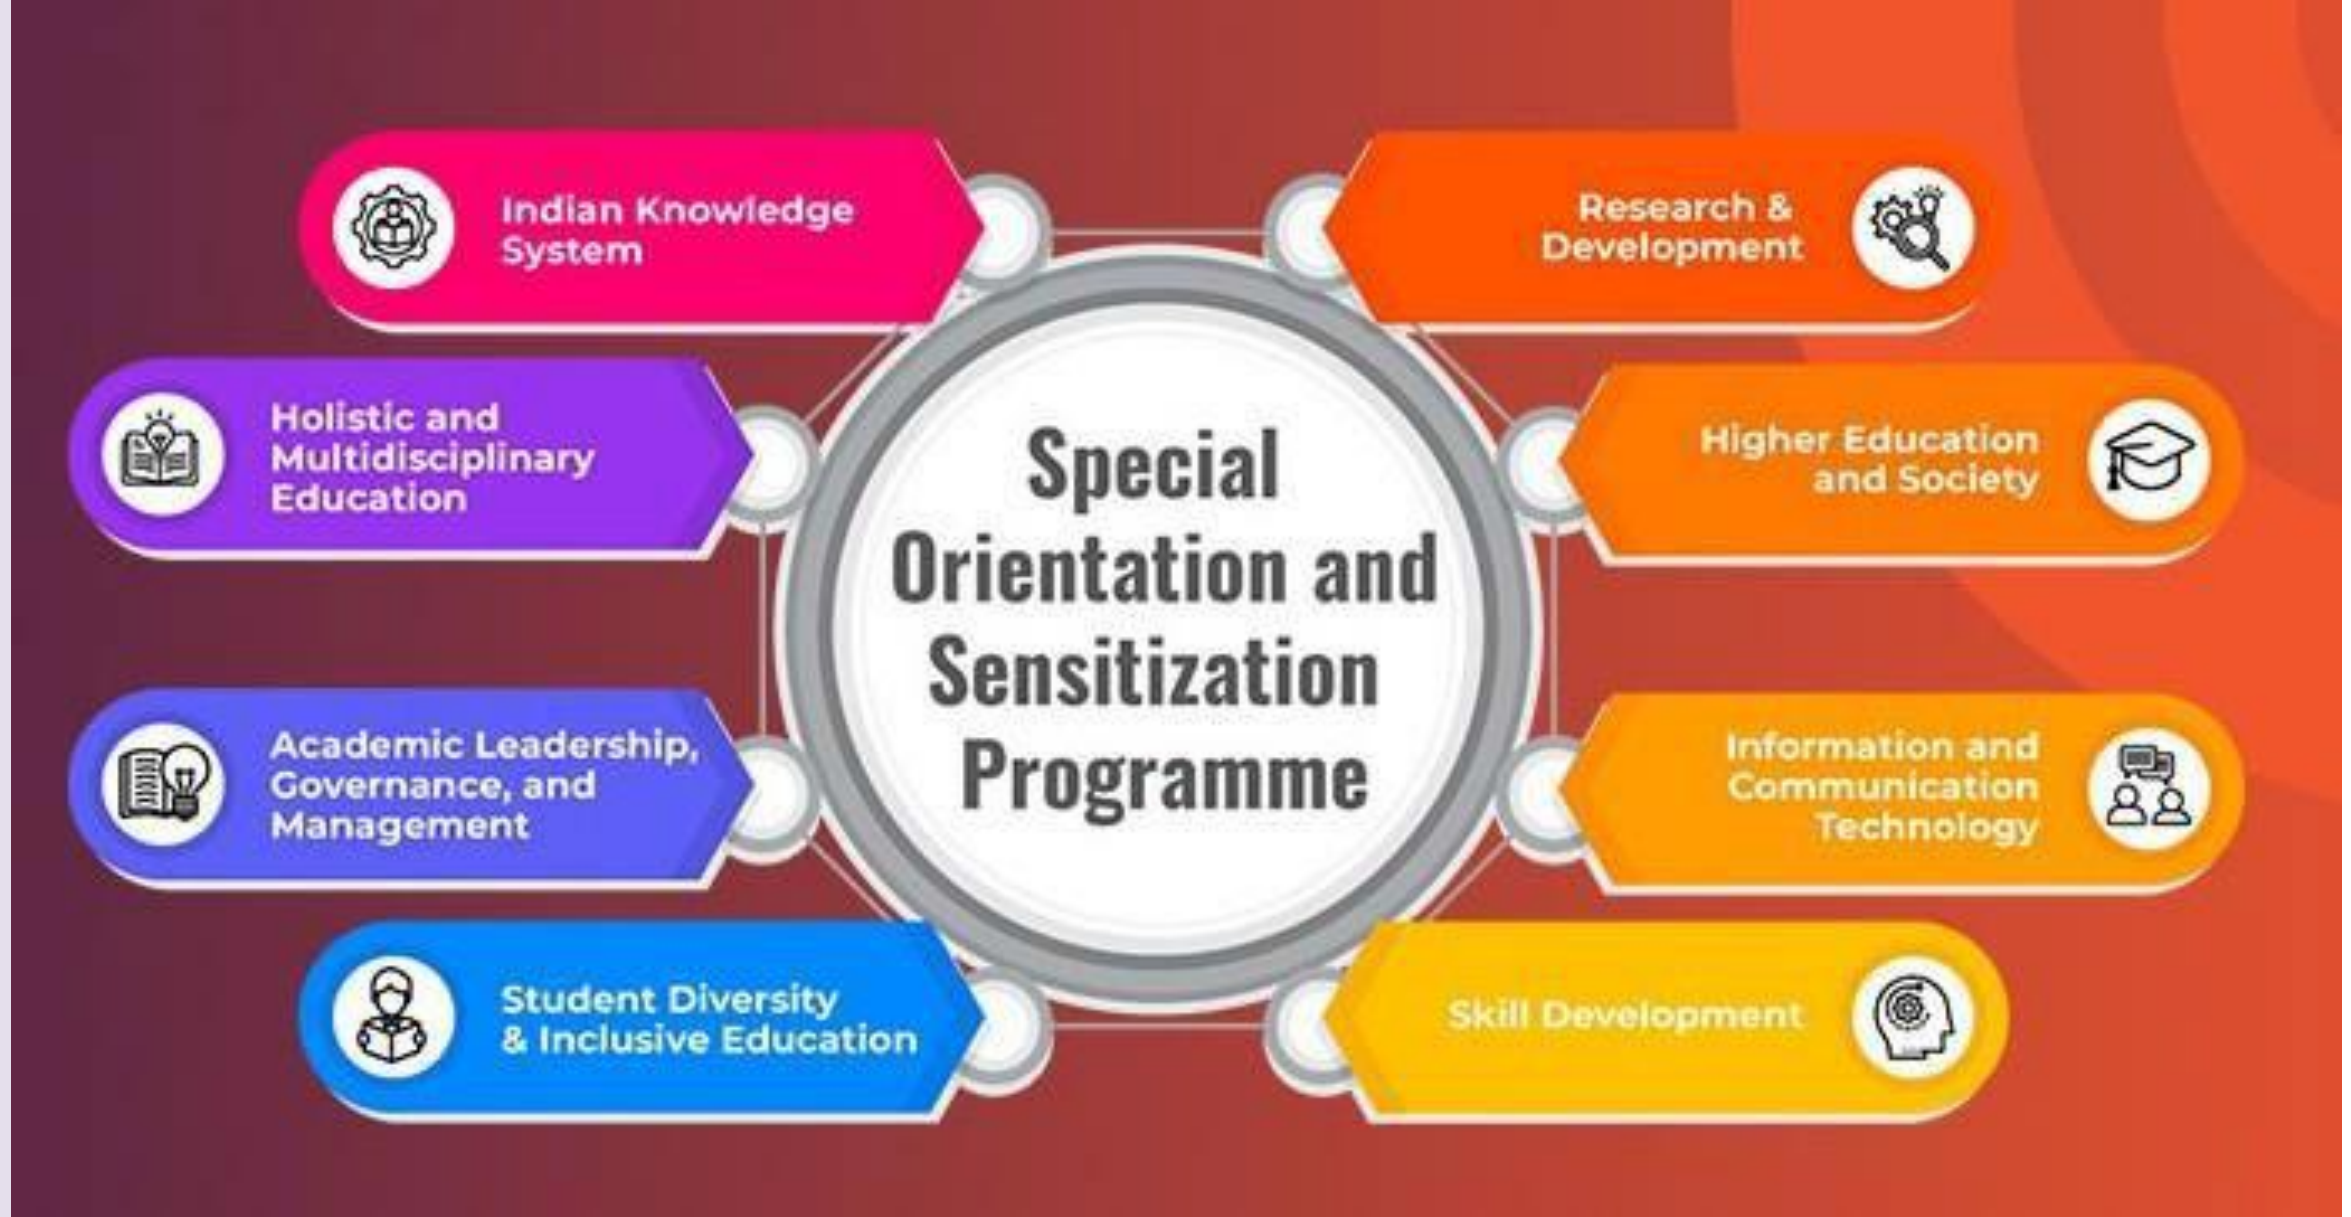 Special
Orientation and
Sensitization
Programme
Indian Knowledge
System
Holistic and
Multidisciplinary
Education
Academic Leadership,
Governance, and
Management
Student Diversity
& Inclusive Education
Research &
Development
Higher Education
and Society
Information and
Communication
Technology
Skill Development